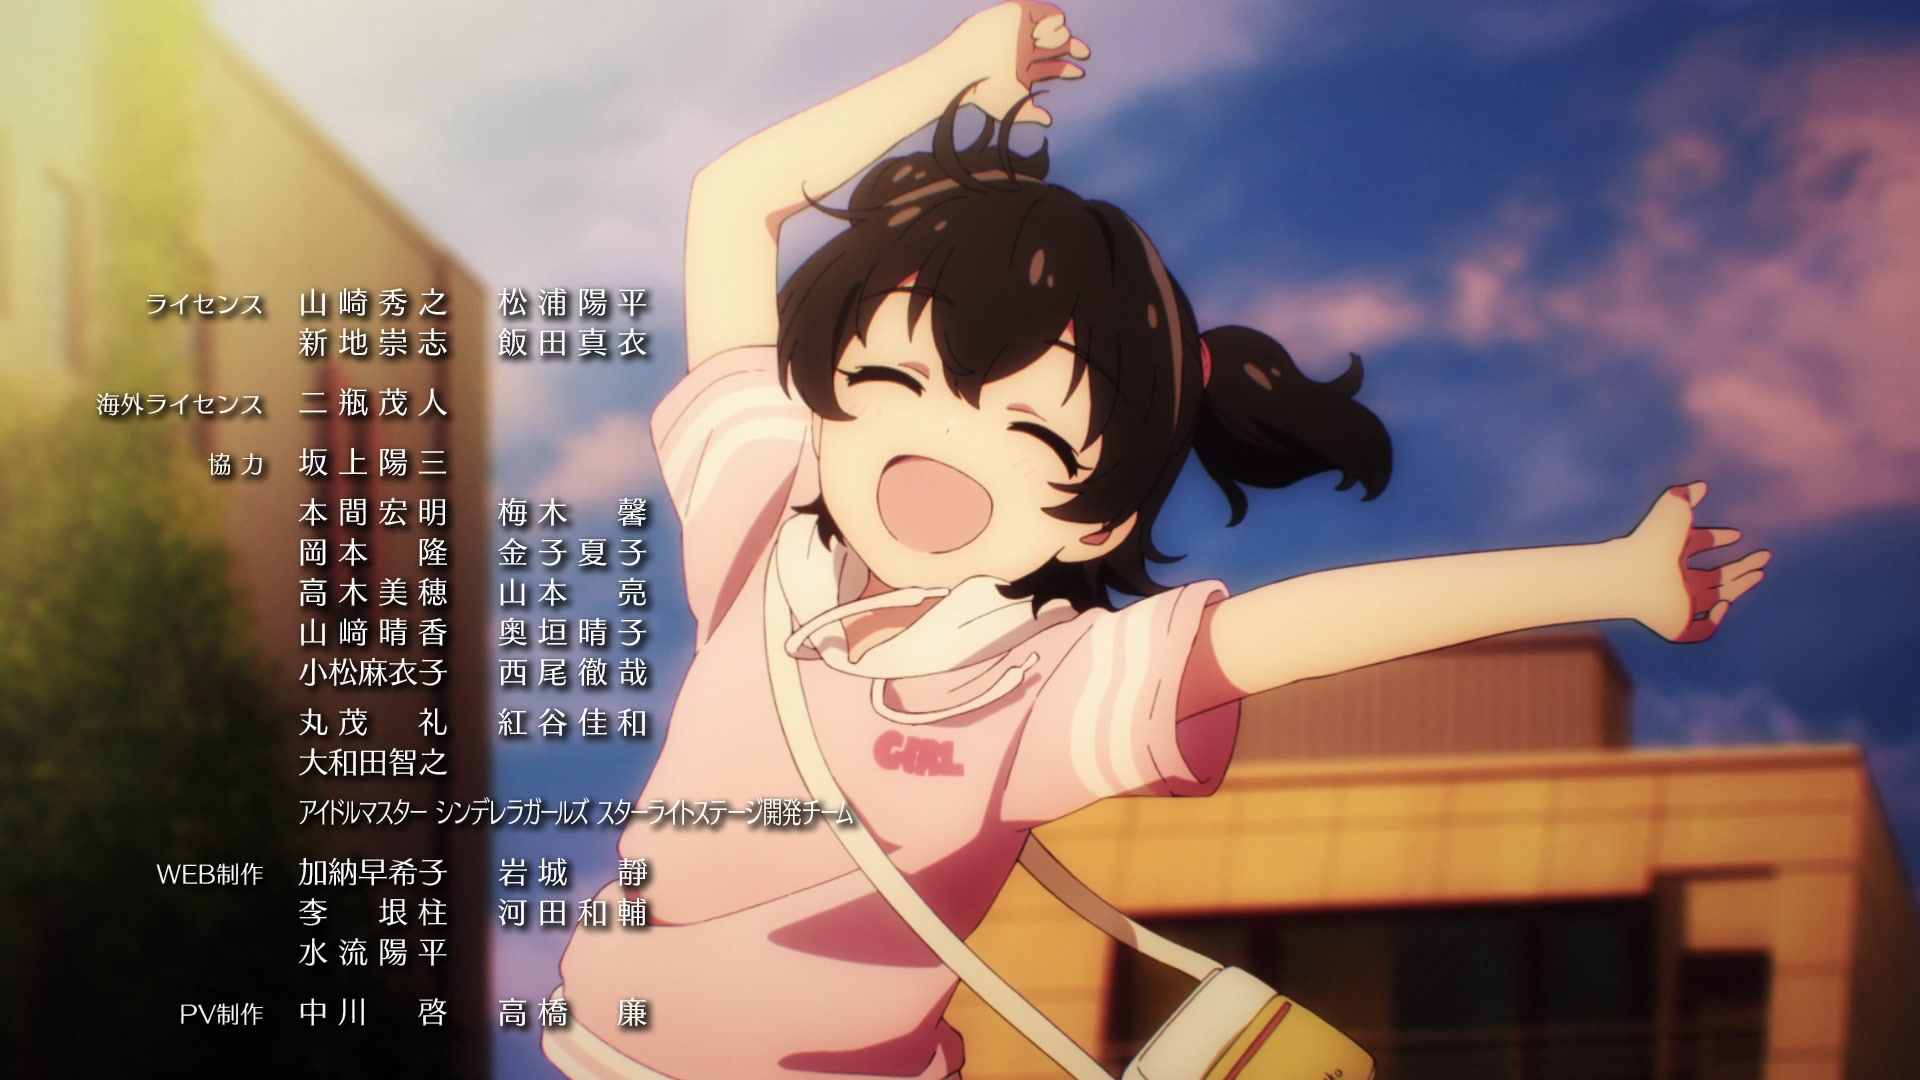 ライセンス 山崎秀之 松浦陽平
新地崇志 飯田真衣
海外ライセンス 二瓶茂人
協力 坂上陽三
本間宏明 梅木馨
岡本隆 金子夏子
高木美穂 山本亮
山﨑晴香 奥垣晴子
小松麻衣子 西尾徹哉
丸茂礼 紅谷佳和
大和田智之
アイドルマスター シンデレラガールズ スターライトステージ開発チーム
WEB制作 加納早希子 岩城靜
李垠柱 河田和輔
水流陽平
PV制作 中川啓 高橋廉
GIRL